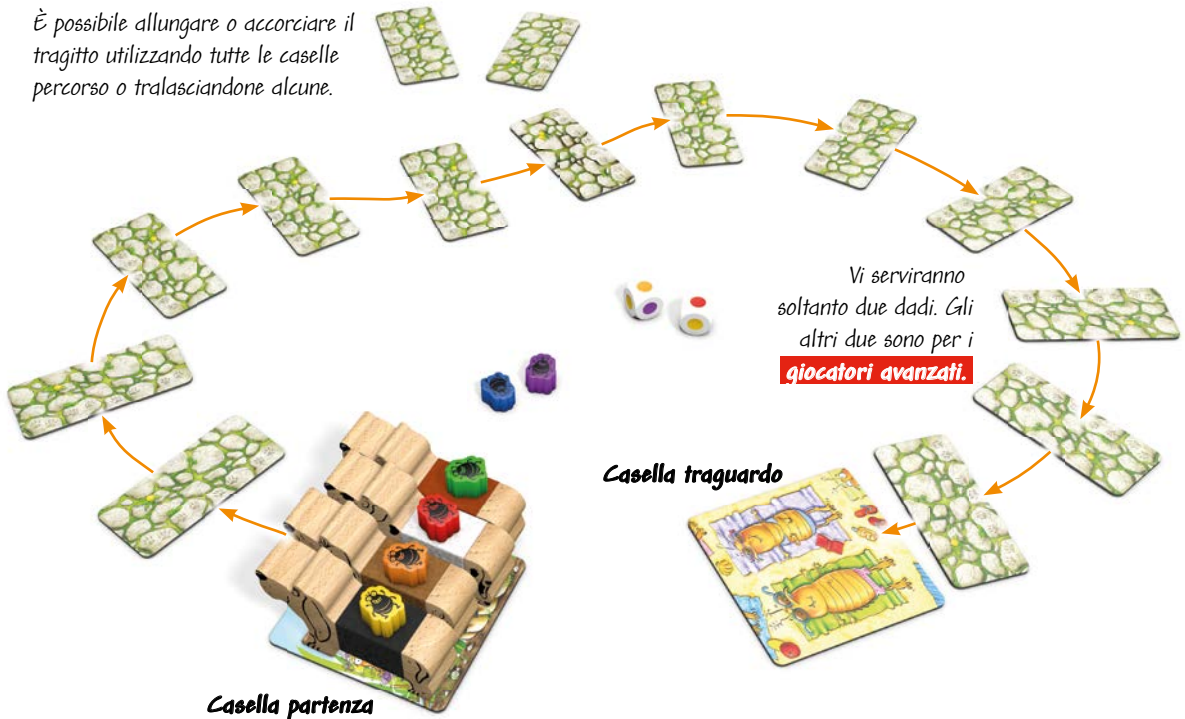 È possibile allungare o accorciare il
tragitto utilizzando tutte le caselle
percorso o tralasciandone alcune.
Vi serviranno
soltanto due dadi. Gli
altri due sono per i
giocatori avanzati.
Casella traguardo
Casella partenza